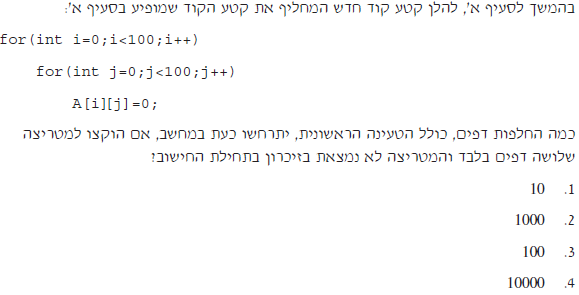 בהמשך לסעיף א', להלן קטע קוד חדש המחליף את קטע הקוד שמופיע בסעיף א':
for(int i=0;i<100;i++)
for(int j=0;j<100;j++)
A[i][j]=0;
כמה החלפות דפים, כולל הטעינה הראשונית, יתרחשו כעת במחשב, אם הוקצו למטריצה
שלושה דפים בלבד והמטריצה לא נמצאת בזיכרון בתחילת החישוב?
1. 10
2. 1000
3. 100
4. 10000